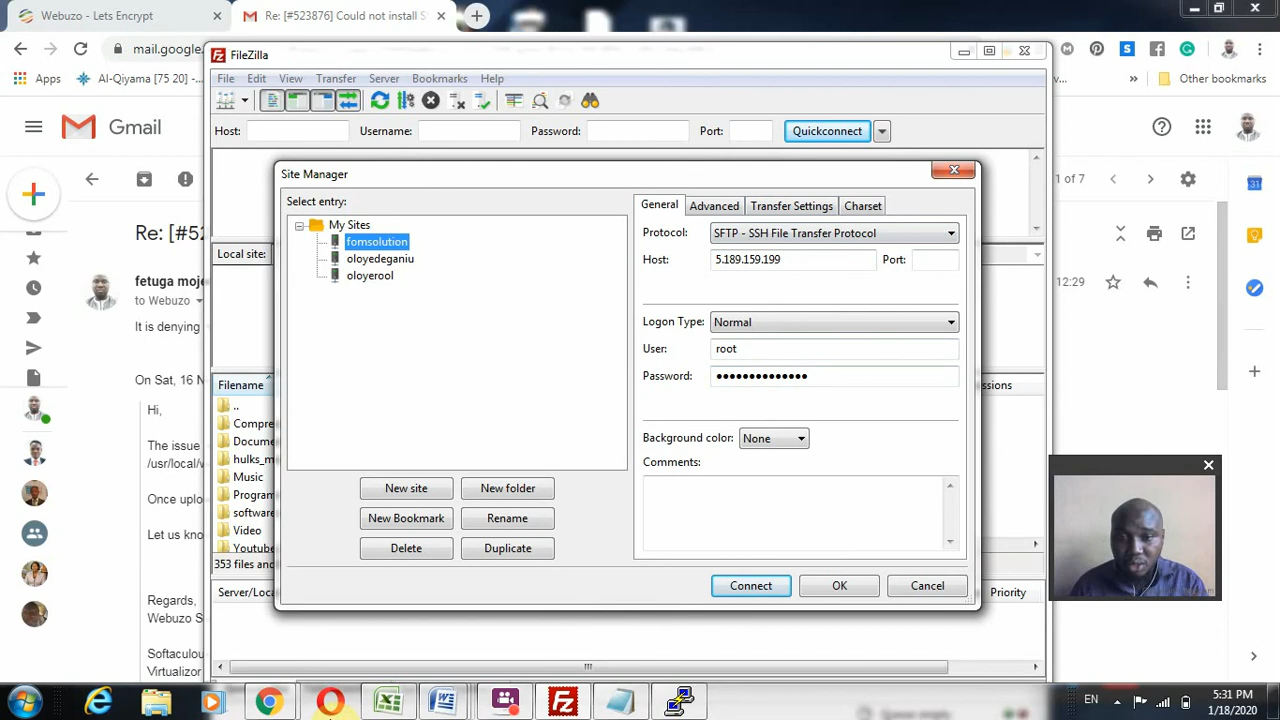 Webuzo - Lets Encrypt
Re: [#523876] Could not install S
mail.google.
Apps
Al-Qiyama [75 20] -
Other bookmarks
Gmail
1 of 7
Re: [#5
fetuga moje
to Webuzo
12:29
It is denying
On Sat, 16 N
Hi,
The issue
/usr/local/v
Once uplo
Let us kno
Regards,
Webuzo S
Softaculou
Virtualizor
FileZilla
File Edit View Transfer Server Bookmarks Help
Host: Username: Password: Port: Quickconnect
Local site:
Filename
..
Compre
Docume
hulks_m
Music
Program
software
Video
Youtube
353 files and
Server/Loca
Priority
Site Manager
Select entry:
My Sites
fomsolution
oloyedeganiu
oloyerool
New site New folder
New Bookmark Rename
Delete Duplicate
General Advanced Transfer Settings Charset
Protocol: SFTP - SSH File Transfer Protocol
Host: 5.189.159.199 Port:
Logon Type: Normal
User: root
Password: ●●●●●●●●●●●●●●
Background color: None
Comments:
Connect OK Cancel
EN
5:31 PM
1/18/2020